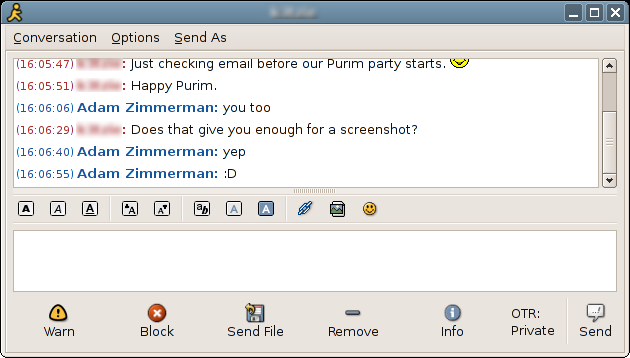 Conversation Options Send As
(16:05:47) : Just checking email before our Purim party starts.
(16:05:51) : Happy Purim.
(16:06:06) Adam Zimmerman: you too
(16:06:29) : Does that give you enough for a screenshot?
(16:06:40) Adam Zimmerman: yep
(16:06:55) Adam Zimmerman: :D
A A A A A ab A A
Warn Block Send File Remove Info OTR: Private Send